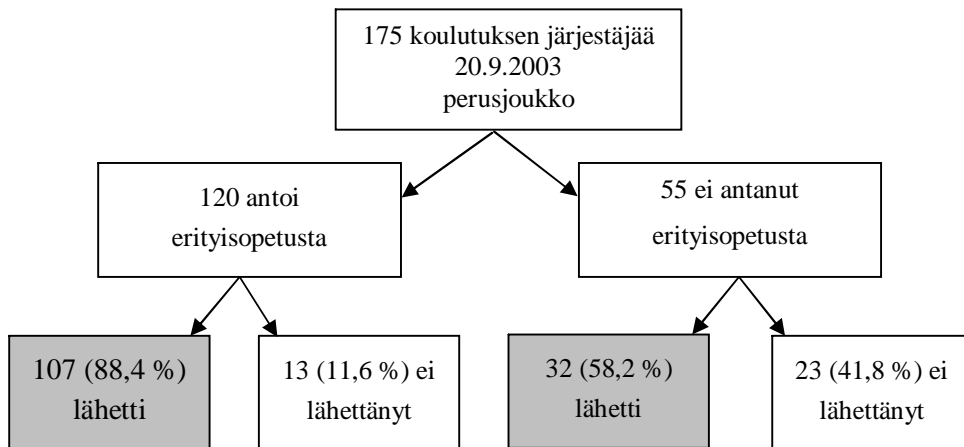 175 koulutuksen järjestäjää
20.9.2003
perusjoukko
120 antoi
erityisopetusta
55 ei antanut
erityisopetusta
107 (88,4 %)
lähetti
13 (11,6 %) ei
lähettänyt
32 (58,2 %)
lähetti
23 (41,8 %) ei
lähettänyt